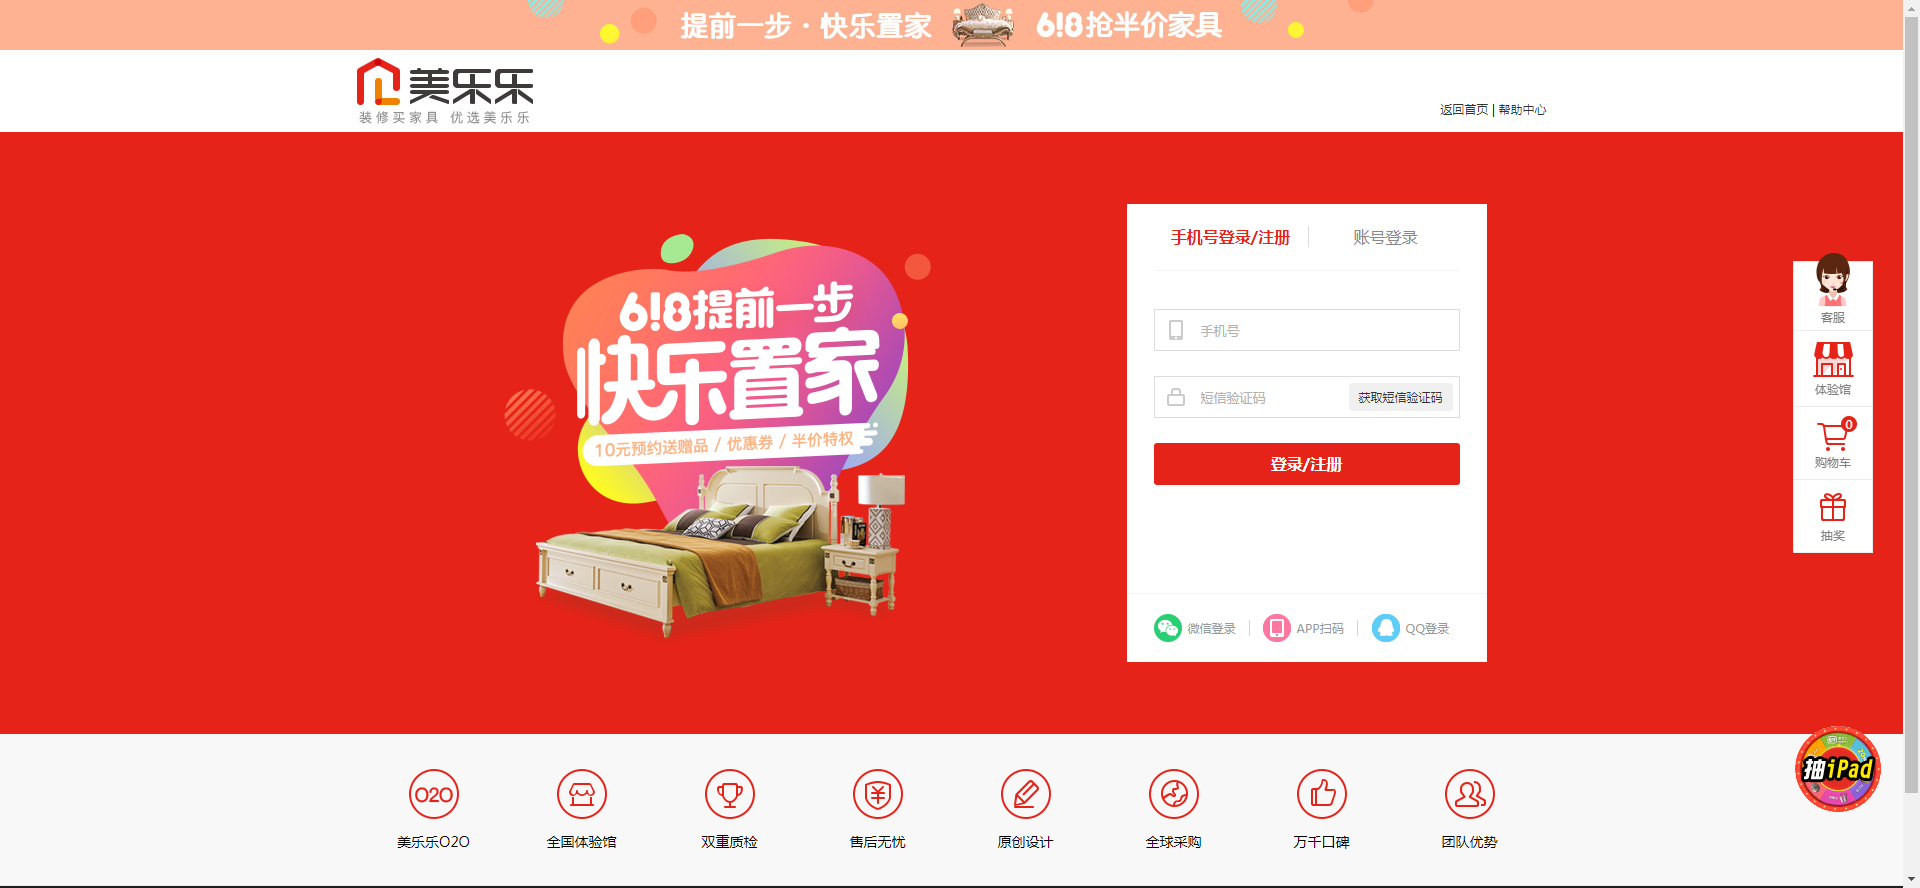 提前一步·快乐置家 6!8抢半价家具
美乐乐
装修买家具 优选美乐乐
返回首页 | 帮助中心
6!8提前一步
快乐置家
10元预约送赠品 / 优惠券 / 半价特权
手机号登录/注册 账号登录
手机号
短信验证码 获取短信验证码
登录/注册
微信登录 APP扫码 QQ登录
客服
体验馆
0
购物车
抽奖
抽iPad
O2O
美乐乐O2O 全国体验馆 双重质检 售后无忧 原创设计 全球采购 万千口碑 团队优势